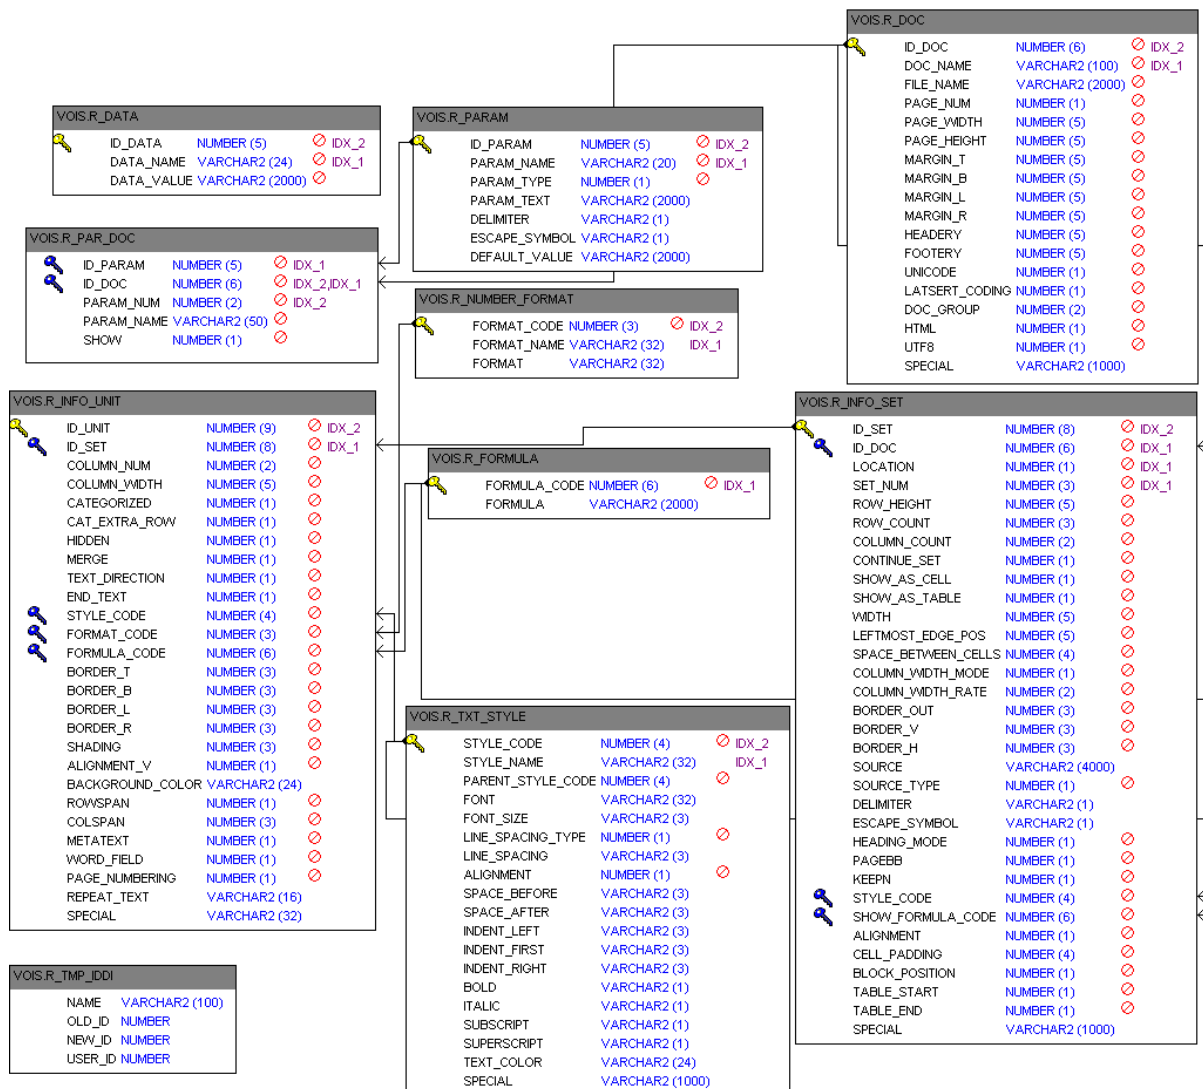 VOIS.R_DOC
ID_DOC NUMBER (6) IDX_2
DOC_NAME VARCHAR2 (100) IDX_1
FILE_NAME VARCHAR2 (2000)
PAGE_NUM NUMBER (1)
PAGE_WIDTH NUMBER (5)
PAGE_HEIGHT NUMBER (5)
MARGIN_T NUMBER (5)
MARGIN_B NUMBER (5)
MARGIN_L NUMBER (5)
MARGIN_R NUMBER (5)
HEADERY NUMBER (5)
FOOTERY NUMBER (5)
UNICODE NUMBER (1)
LATSERT_CODING NUMBER (1)
DOC_GROUP NUMBER (2)
HTML NUMBER (1)
UTF8 NUMBER (1)
SPECIAL VARCHAR2 (1000)
VOIS.R_DATA
ID_DATA NUMBER (5) IDX_2
DATA_NAME VARCHAR2 (24) IDX_1
DATA_VALUE VARCHAR2 (2000)
VOIS.R_PARAM
ID_PARAM NUMBER (5) IDX_2
PARAM_NAME VARCHAR2 (20) IDX_1
PARAM_TYPE NUMBER (1)
PARAM_TEXT VARCHAR2 (2000)
DELIMITER VARCHAR2 (1)
ESCAPE_SYMBOL VARCHAR2 (1)
DEFAULT_VALUE VARCHAR2 (2000)
VOIS.R_PAR_DOC
ID_PARAM NUMBER (5) IDX_1
ID_DOC NUMBER (6) IDX_2,IDX_1
PARAM_NUM NUMBER (2) IDX_2
PARAM_NAME VARCHAR2 (50)
SHOW NUMBER (1)
VOIS.R_NUMBER_FORMAT
FORMAT_CODE NUMBER (3) IDX_2
FORMAT_NAME VARCHAR2 (32) IDX_1
FORMAT VARCHAR2 (32)
VOIS.R_INFO_UNIT
ID_UNIT NUMBER (9) IDX_2
ID_SET NUMBER (8) IDX_1
COLUMN_NUM NUMBER (2)
COLUMN_WIDTH NUMBER (5)
CATEGORIZED NUMBER (1)
CAT_EXTRA_ROW NUMBER (1)
HIDDEN NUMBER (1)
MERGE NUMBER (1)
TEXT_DIRECTION NUMBER (1)
END_TEXT NUMBER (1)
STYLE_CODE NUMBER (4)
FORMAT_CODE NUMBER (3)
FORMULA_CODE NUMBER (6)
BORDER_T NUMBER (3)
BORDER_B NUMBER (3)
BORDER_L NUMBER (3)
BORDER_R NUMBER (3)
SHADING NUMBER (3)
ALIGNMENT_V NUMBER (1)
BACKGROUND_COLOR VARCHAR2 (24)
ROWSPAN NUMBER (1)
COLSPAN NUMBER (3)
METATEXT NUMBER (1)
WORD_FIELD NUMBER (1)
PAGE_NUMBERING NUMBER (1)
REPEAT_TEXT VARCHAR2 (16)
SPECIAL VARCHAR2 (32)
VOIS.R_FORMULA
FORMULA_CODE NUMBER (6) IDX_1
FORMULA VARCHAR2 (2000)
VOIS.R_INFO_SET
ID_SET NUMBER (8) IDX_2
ID_DOC NUMBER (6) IDX_1
LOCATION NUMBER (1) IDX_1
SET_NUM NUMBER (3) IDX_1
ROW_HEIGHT NUMBER (5)
ROW_COUNT NUMBER (3)
COLUMN_COUNT NUMBER (2)
CONTINUE_SET NUMBER (1)
SHOW_AS_CELL NUMBER (1)
SHOW_AS_TABLE NUMBER (1)
WIDTH NUMBER (5)
LEFTMOST_EDGE_POS NUMBER (5)
SPACE_BETWEEN_CELLS NUMBER (4)
COLUMN_WIDTH_MODE NUMBER (1)
COLUMN_WIDTH_RATE NUMBER (2)
BORDER_OUT NUMBER (3)
BORDER_V NUMBER (3)
BORDER_H NUMBER (3)
SOURCE VARCHAR2 (4000)
SOURCE_TYPE NUMBER (1)
DELIMITER VARCHAR2 (1)
ESCAPE_SYMBOL VARCHAR2 (1)
HEADING_MODE NUMBER (1)
PAGEBB NUMBER (1)
KEEPN NUMBER (1)
STYLE_CODE NUMBER (4)
SHOW_FORMULA_CODE NUMBER (6)
ALIGNMENT NUMBER (1)
CELL_PADDING NUMBER (4)
BLOCK_POSITION NUMBER (1)
TABLE_START NUMBER (1)
TABLE_END NUMBER (1)
SPECIAL VARCHAR2 (1000)
VOIS.R_TXT_STYLE
STYLE_CODE NUMBER (4) IDX_2
STYLE_NAME VARCHAR2 (32) IDX_1
PARENT_STYLE_CODE NUMBER (4)
FONT VARCHAR2 (32)
FONT_SIZE VARCHAR2 (3)
LINE_SPACING_TYPE NUMBER (1)
LINE_SPACING VARCHAR2 (3)
ALIGNMENT NUMBER (1)
SPACE_BEFORE VARCHAR2 (3)
SPACE_AFTER VARCHAR2 (3)
INDENT_LEFT VARCHAR2 (3)
INDENT_FIRST VARCHAR2 (3)
INDENT_RIGHT VARCHAR2 (3)
BOLD VARCHAR2 (1)
ITALIC VARCHAR2 (1)
SUBSCRIPT VARCHAR2 (1)
SUPERSCRIPT VARCHAR2 (1)
TEXT_COLOR VARCHAR2 (24)
SPECIAL VARCHAR2 (1000)
VOIS.R_TMP_IDDI
NAME VARCHAR2 (100)
OLD_ID NUMBER
NEW_ID NUMBER
USER_ID NUMBER